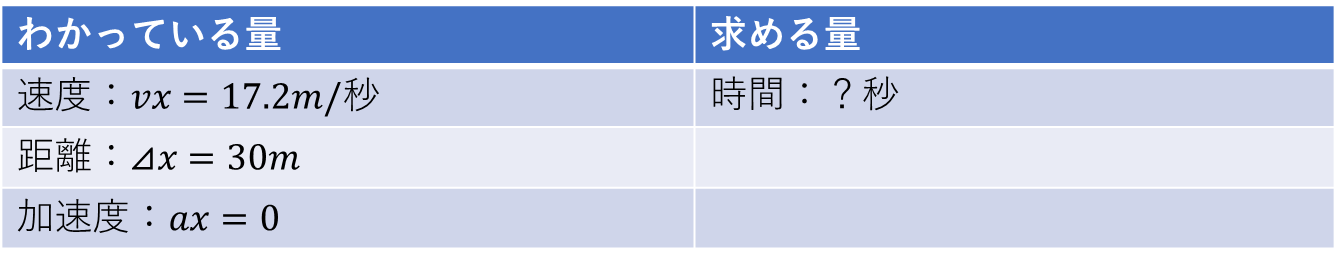 わかっている量 求める量
速度：vx = 17.2m/秒 時間：？秒
距離：⊿x = 30m
加速度：ax = 0